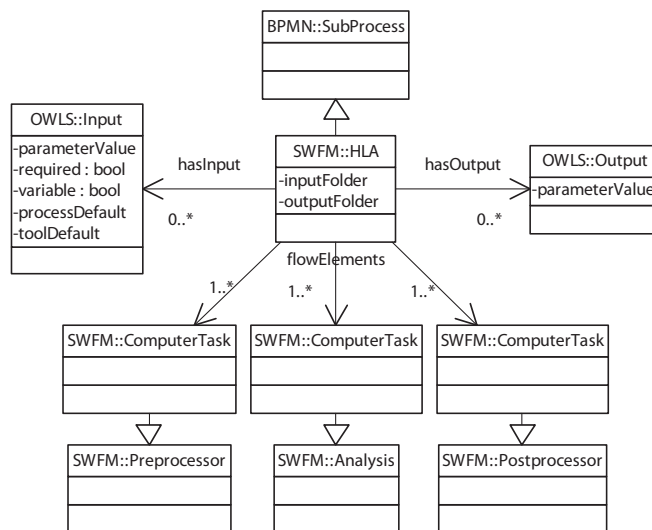 BPMN::SubProcess
OWLS::Input
-parameterValue
-required : bool
-variable : bool
-processDefault
-toolDefault
hasInput
0..*
SWFM::HLA
-inputFolder
-outputFolder
hasOutput
0..*
OWLS::Output
-parameterValue
flowElements
1..*
1..*
1..*
SWFM::ComputerTask
SWFM::ComputerTask
SWFM::ComputerTask
SWFM::Preprocessor
SWFM::Analysis
SWFM::Postprocessor